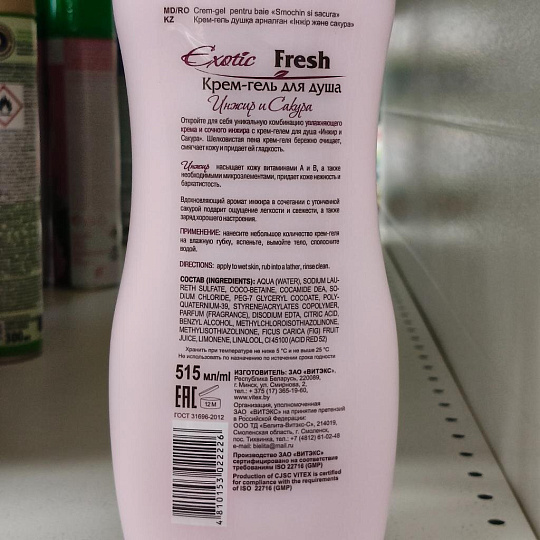 MD/RO Crem-gel pentru baie «Smochin si sacura»
KZ Крем-гель душқа арналған «Інжір және сакура»
Exotic Fresh
Крем-гель для душа
Инжир и Сакура
Откройте для себя уникальную комбинацию увлажняющего
крема и сочного инжира с крем-гелем для душа «Инжир и
Сакура». Шелковистая пена крем-геля бережно очищает,
смягчает кожу и придает ей гладкость.
Инжир насыщает кожу витаминами А и В, а также
необходимыми микроэлементами, придает коже нежность и
бархатистость.
Вдохновляющий аромат инжира в сочетании с утонченной
сакурой подарит ощущение легкости и свежести, а также
заряд хорошего настроения.
ПРИМЕНЕНИЕ: нанесите небольшое количество крем-геля
на влажную губку, вспеньте, вымойте тело, сполосните
водой.
DIRECTIONS: apply to wet skin, rub into a lather, rinse clean.
СОСТАВ (INGREDIENTS): AQUA (WATER), SODIUM LAU-
RETH SULFATE, COCO-BETAINE, COCAMIDE DEA, SO-
DIUM CHLORIDE, PEG-7 GLYCERYL COCOATE, POLY-
QUATERNIUM-39, STYRENE/ACRYLATES COPOLYMER,
PARFUM (FRAGRANCE), DISODIUM EDTA, CITRIC ACID,
BENZYL ALCOHOL, METHYLCHLOROISOTHIAZOLINONE,
METHYLISOTHIAZOLINONE, FICUS CARICA (FIG) FRUIT
JUICE, LIMONENE, LINALOOL, CI 45100 (ACID RED 52)
Хранить при температуре не ниже 5 °C и не выше 25 °C
Не использовать по назначению по истечении срока годности
515 мл/ml
EAC
12 M
ГОСТ 31696-2012
ИЗГОТОВИТЕЛЬ: ЗАО «ВИТЭКС».
Республика Беларусь, 220089,
г. Минск, ул. Смирнова, 2,
тел.: + 375 (17) 365-19-60,
www.vitex.by
Организация, уполномоченная
ЗАО «ВИТЭКС» на принятие претензий
в Российской Федерации:
ООО ТД «Белита-Витэкс-С», 214019,
Смоленская область, г. Смоленск,
пос. Тихвинка, тел.: +7 (4812) 61-02-48
e-mail: bielita@mail.ru
Производство ЗАО «ВИТЭКС»
сертифицировано на соответствие
требованиям ISO 22716 (GMP)
Production of CJSC VITEX is certified
for compliance with the requirements
of ISO 22716 (GMP)
4 810153 022226